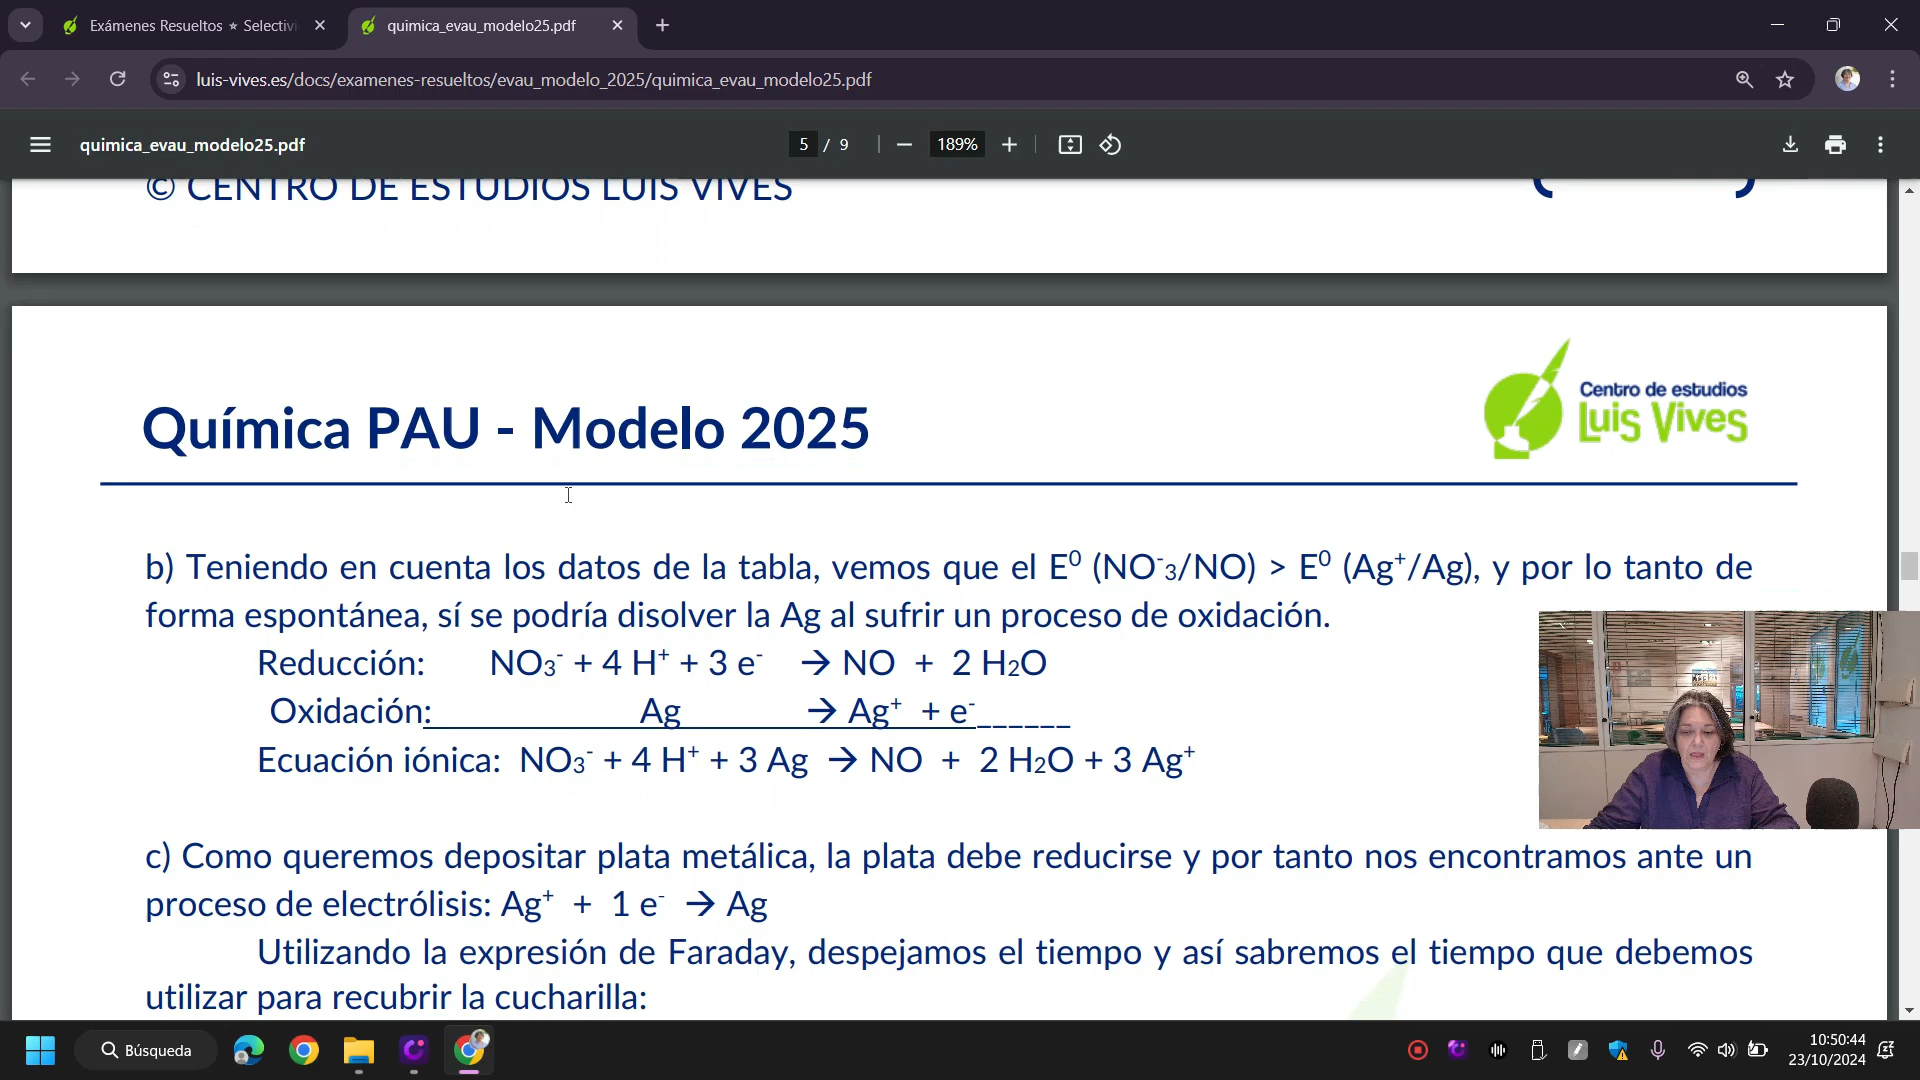 Exámenes Resueltos ★ Selectivi
quimica_evau_modelo25.pdf
luis-vives.es/docs/examenes-resueltos/evau_modelo_2025/quimica_evau_modelo25.pdf
quimica_evau_modelo25.pdf
5 / 9
189%
© CENTRO DE ESTUDIOS LUIS VIVES
Química PAU - Modelo 2025
Centro de estudios
Luis Vives
b) Teniendo en cuenta los datos de la tabla, vemos que el E⁰ (NO⁻₃/NO) > E⁰ (Ag⁺/Ag), y por lo tanto de
forma espontánea, sí se podría disolver la Ag al sufrir un proceso de oxidación.
Reducción: NO₃⁻ + 4 H⁺ + 3 e⁻ → NO + 2 H₂O
Oxidación: Ag → Ag⁺ + e⁻______
Ecuación iónica: NO₃⁻ + 4 H⁺ + 3 Ag → NO + 2 H₂O + 3 Ag⁺
c) Como queremos depositar plata metálica, la plata debe reducirse y por tanto nos encontramos ante un
proceso de electrólisis: Ag⁺ + 1 e⁻ → Ag
Utilizando la expresión de Faraday, despejamos el tiempo y así sabremos el tiempo que debemos
utilizar para recubrir la cucharilla:
Búsqueda
10:50:44
23/10/2024